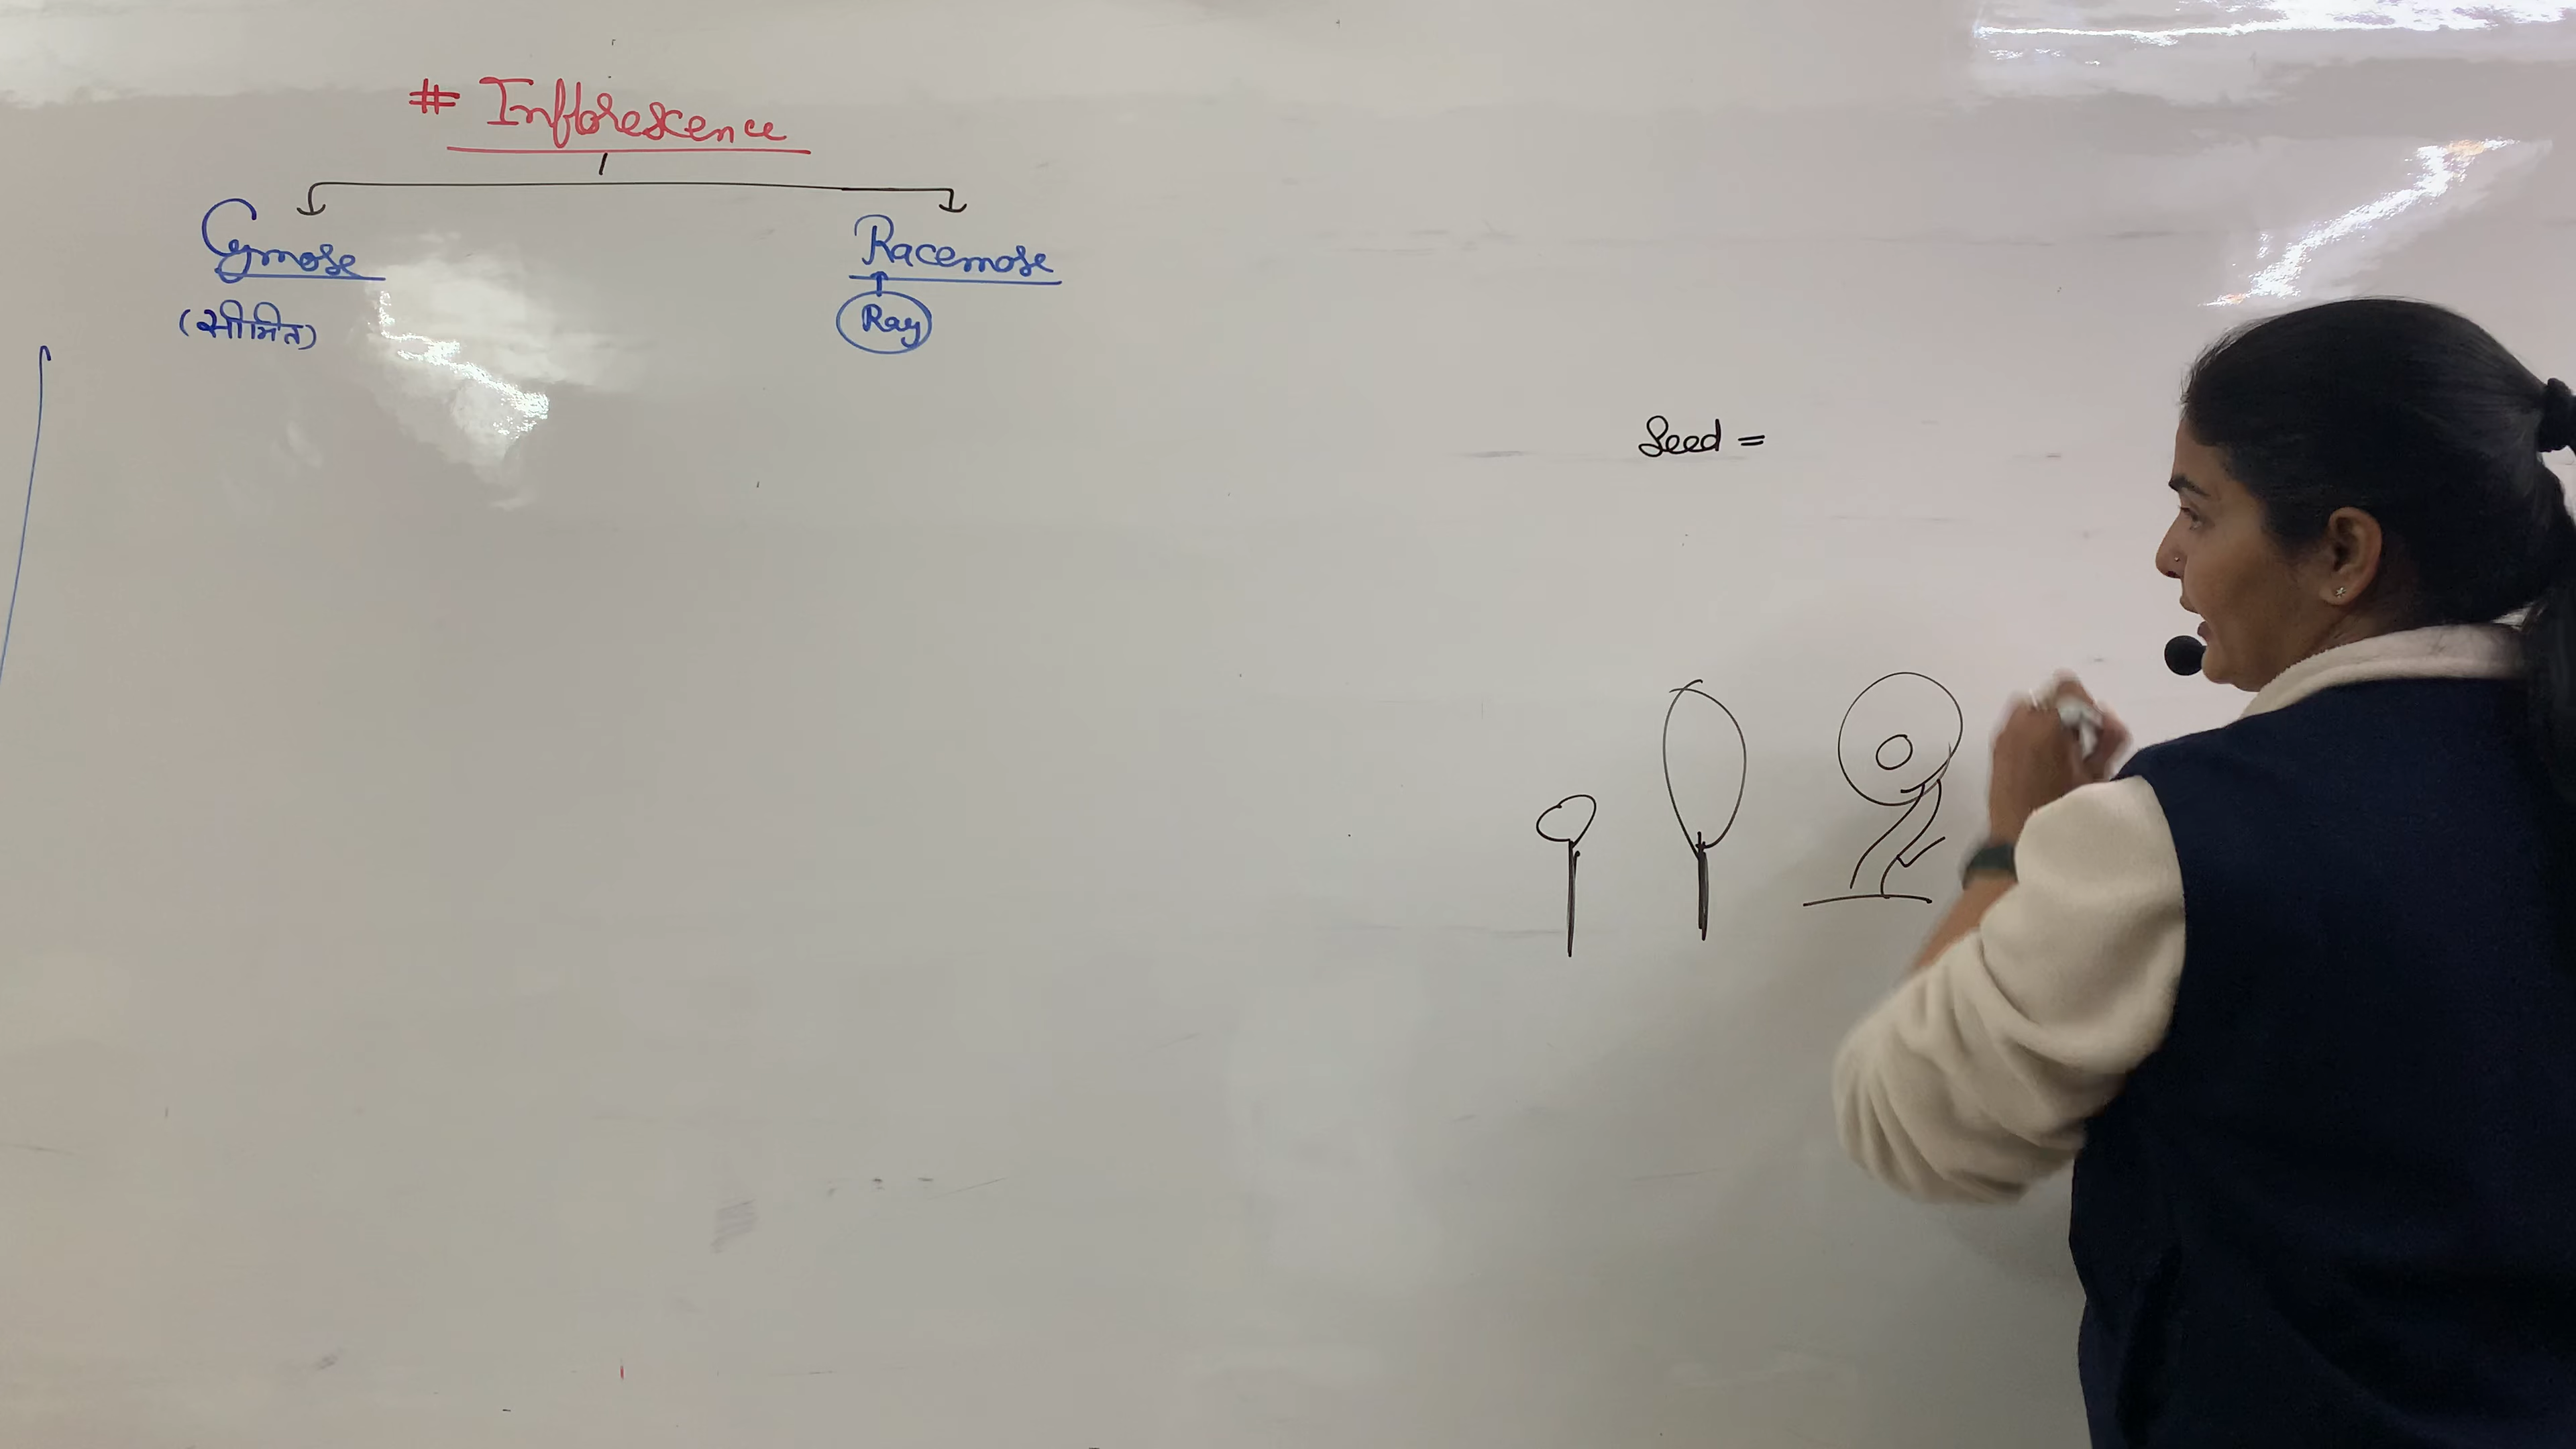 # Inflorescence
Cymose
Racemose
(सीमित)
Ray
Seed =